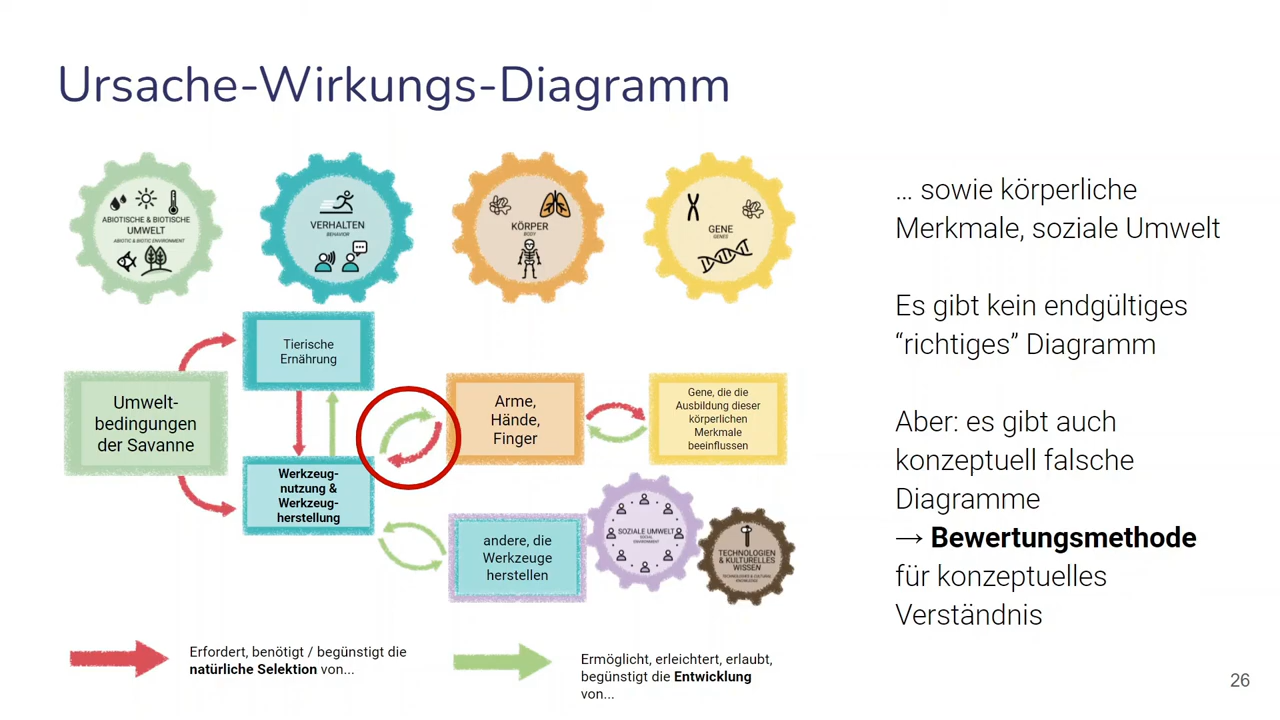 Ursache-Wirkungs-Diagramm
ABIOTISCHE & BIOTISCHE
UMWELT
ABIOTIC & BIOTIC ENVIRONMENT
VERHALTEN
BEHAVIOR
KÖRPER
BODY
GENE
GENES
Umwelt-
bedingungen
der Savanne
Tierische
Ernährung
Werkzeug-
nutzung &
Werkzeug-
herstellung
Arme,
Hände,
Finger
Gene, die die
Ausbildung dieser
körperlichen
Merkmale
beeinflussen
andere, die
Werkzeuge
herstellen
SOZIALE UMWELT
SOCIAL
ENVIRONMENT
TECHNOLOGIEN
& KULTURELLES
WISSEN
TECHNOLOGIES & CULTURAL
KNOWLEDGE
Erfordert, benötigt / begünstigt die
natürliche Selektion von...
Ermöglicht, erleichtert, erlaubt,
begünstigt die Entwicklung
von...
... sowie körperliche
Merkmale, soziale Umwelt
Es gibt kein endgültiges
“richtiges” Diagramm
Aber: es gibt auch
konzeptuell falsche
Diagramme
→ Bewertungsmethode
für konzeptuelles
Verständnis
26